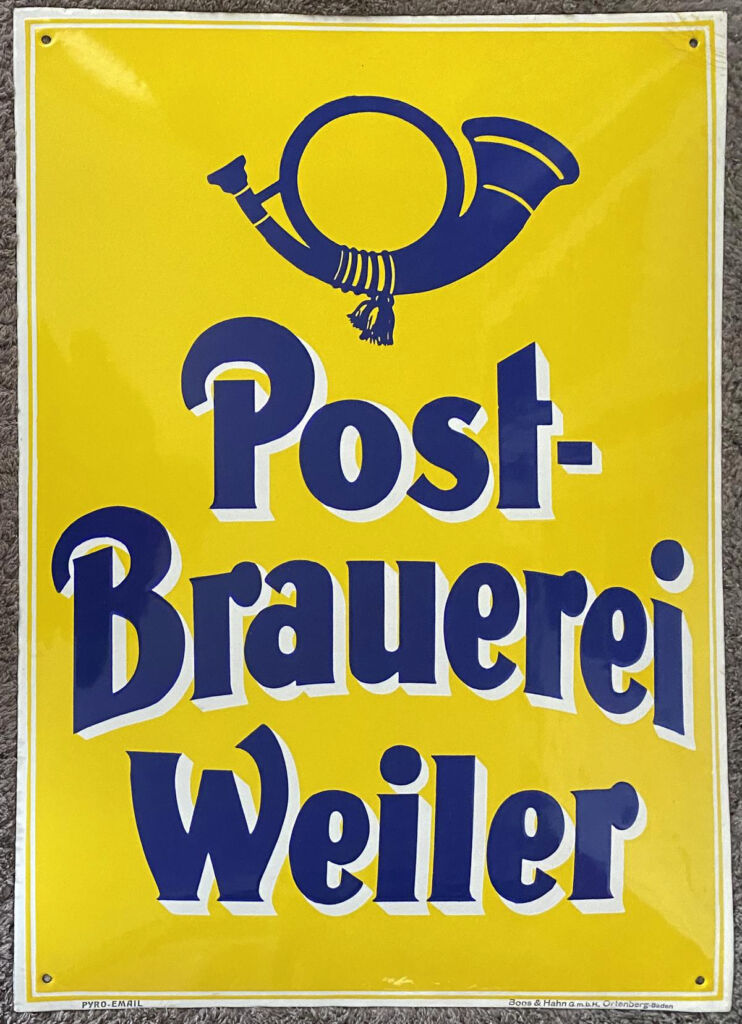 Post-
Brauerei
Weiler
PYRO-EMAIL
Boos & Hahn G.m.b.H. Ortenberg-Baden